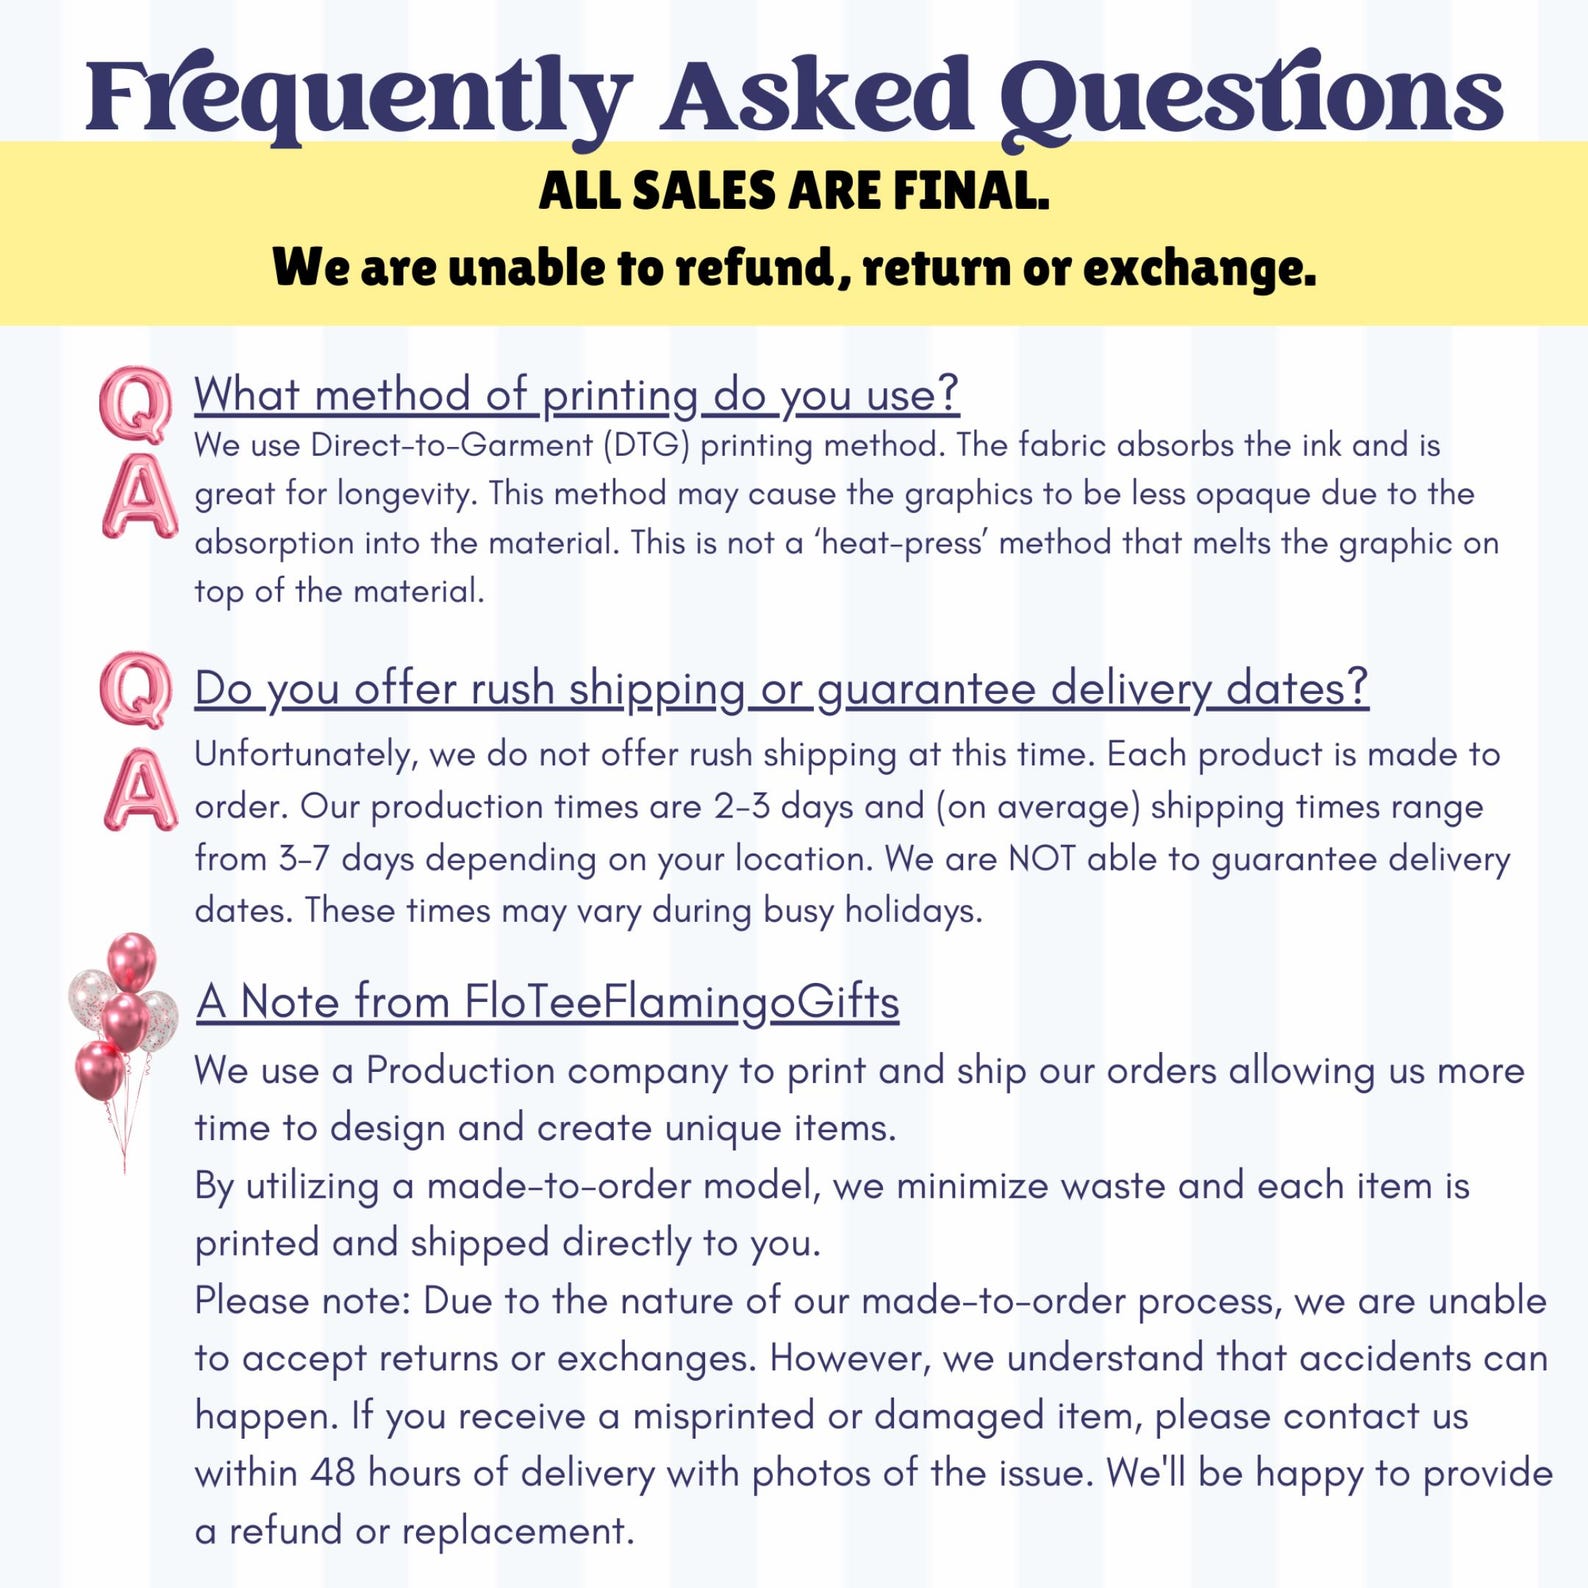 Frequently Asked Questions
ALL SALES ARE FINAL.
We are unable to refund, return or exchange.
Q What method of printing do you use?
A We use Direct-to-Garment (DTG) printing method. The fabric absorbs the ink and is
great for longevity. This method may cause the graphics to be less opaque due to the
absorption into the material. This is not a ‘heat-press’ method that melts the graphic on
top of the material.
Q Do you offer rush shipping or guarantee delivery dates?
A Unfortunately, we do not offer rush shipping at this time. Each product is made to
order. Our production times are 2-3 days and (on average) shipping times range
from 3-7 days depending on your location. We are NOT able to guarantee delivery
dates. These times may vary during busy holidays.
A Note from FloTeeFlamingoGifts
We use a Production company to print and ship our orders allowing us more
time to design and create unique items.
By utilizing a made-to-order model, we minimize waste and each item is
printed and shipped directly to you.
Please note: Due to the nature of our made-to-order process, we are unable
to accept returns or exchanges. However, we understand that accidents can
happen. If you receive a misprinted or damaged item, please contact us
within 48 hours of delivery with photos of the issue. We'll be happy to provide
a refund or replacement.